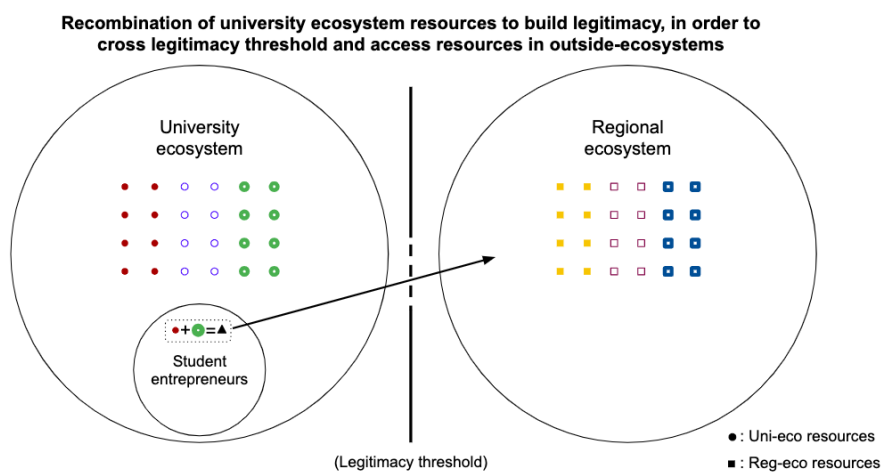 Recombination of university ecosystem resources to build legitimacy, in order to
cross legitimacy threshold and access resources in outside-ecosystems
University
ecosystem
Regional
ecosystem
+ =
Student
entrepreneurs
(Legitimacy threshold)
: Uni-eco resources
: Reg-eco resources